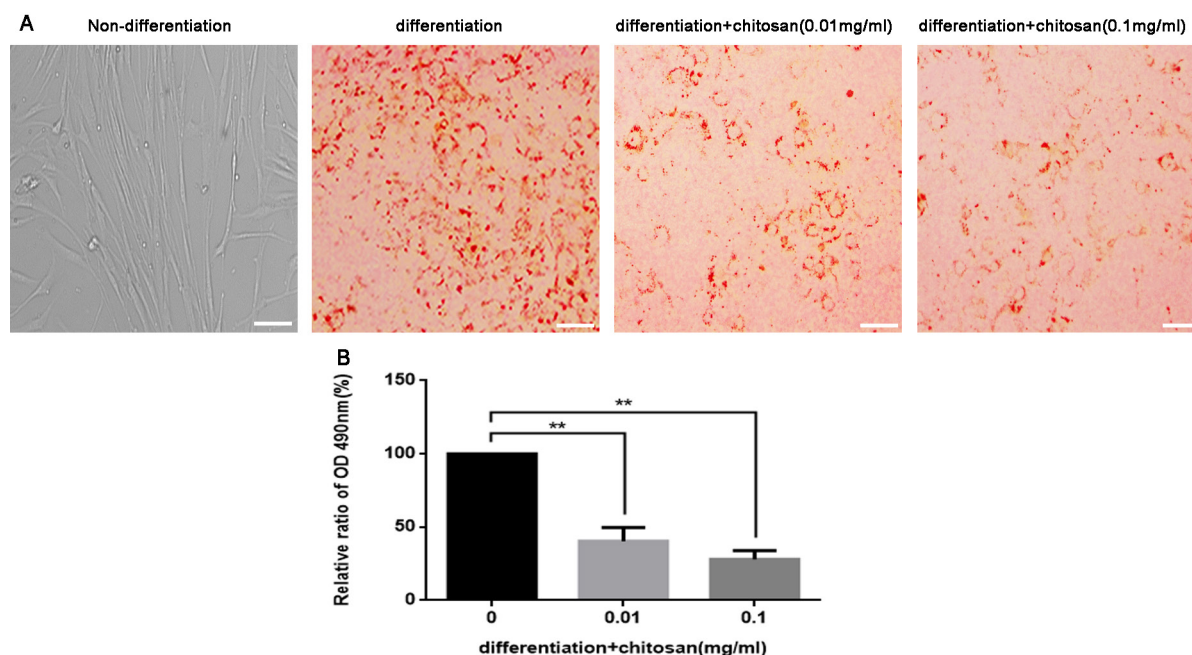 A
Non-differentiation
differentiation
differentiation+chitosan(0.01mg/ml)
differentiation+chitosan(0.1mg/ml)
B
Relative ratio of OD 490nm(%)
150
100
50
0
**
**
0
0.01
0.1
differentiation+chitosan(mg/ml)